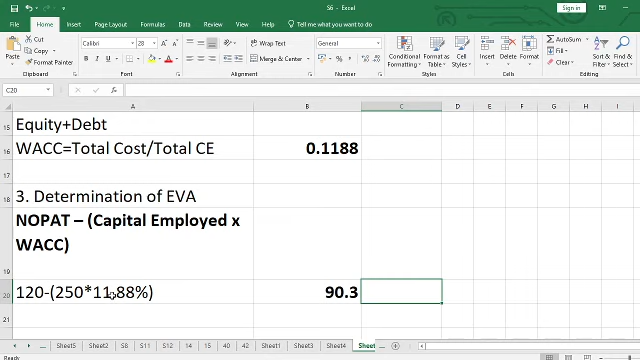 S6 - Excel
Sign in
File Home Insert Page Layout Formulas Data Review View Help Tell me what you want to do
Paste Cut Copy Format Painter Calibri 28 Wrap Text Merge & Center General Conditional Formatting Format as Table Cell Styles Insert Delete Format AutoSum Fill Clear Sort & Filter Find & Select
Clipboard Font Alignment Number Styles Cells Editing
C20
A B C D E F G H I
15 Equity+Debt
16 WACC=Total Cost/Total CE 0.1188
17
18 3. Determination of EVA
NOPAT – (Capital Employed x
19 WACC)
20 120-(250*11.88%) 90.3
21
Sheet5 S8 S11 S12 14 15 40 42 Sheet1 Sheet3 Sheet4 Sheet